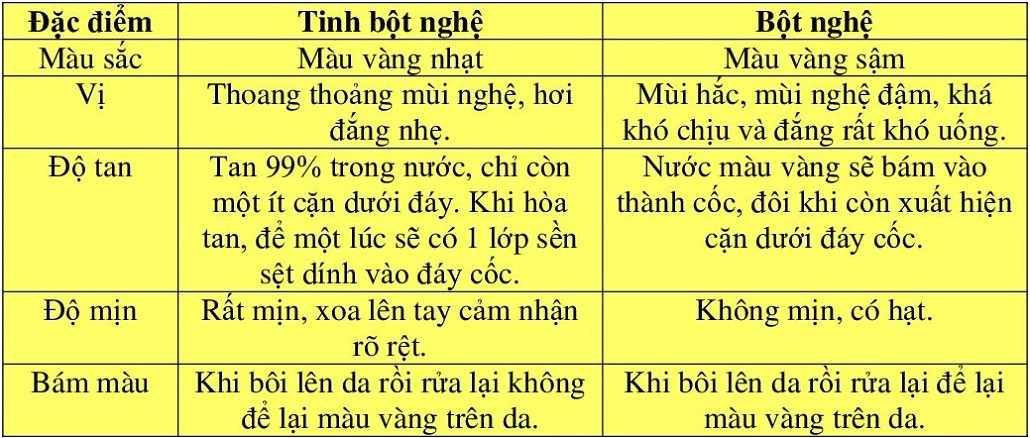 Đặc điểm
Tinh bột nghệ
Bột nghệ
Màu sắc
Màu vàng nhạt
Màu vàng sậm
Vị
Thoang thoảng mùi nghệ, hơi
đắng nhẹ.
Mùi hắc, mùi nghệ đậm, khá
khó chịu và đắng rất khó uống.
Độ tan
Tan 99% trong nước, chỉ còn
một ít cặn dưới đáy. Khi hòa
tan, để một lúc sẽ có 1 lớp sền
sệt dính vào đáy cốc.
Nước màu vàng sẽ bám vào
thành cốc, đôi khi còn xuất hiện
cặn dưới đáy cốc.
Độ mịn
Rất mịn, xoa lên tay cảm nhận
rõ rệt.
Không mịn, có hạt.
Bám màu
Khi bôi lên da rồi rửa lại không
để lại màu vàng trên da.
Khi bôi lên da rồi rửa lại để lại
màu vàng trên da.